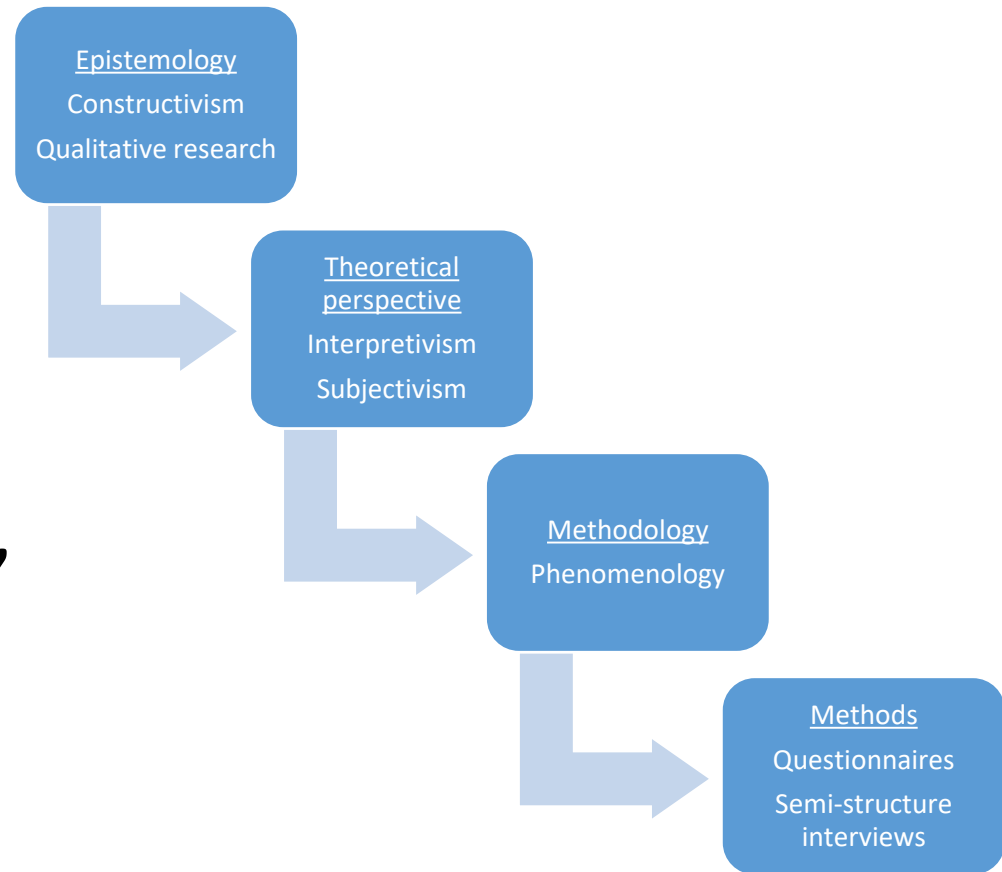 Epistemology
Constructivism
Qualitative research
Theoretical
perspective
Interpretivism
Subjectivism
Methodology
Phenomenology
Methods
Questionnaires
Semi-structure
interviews